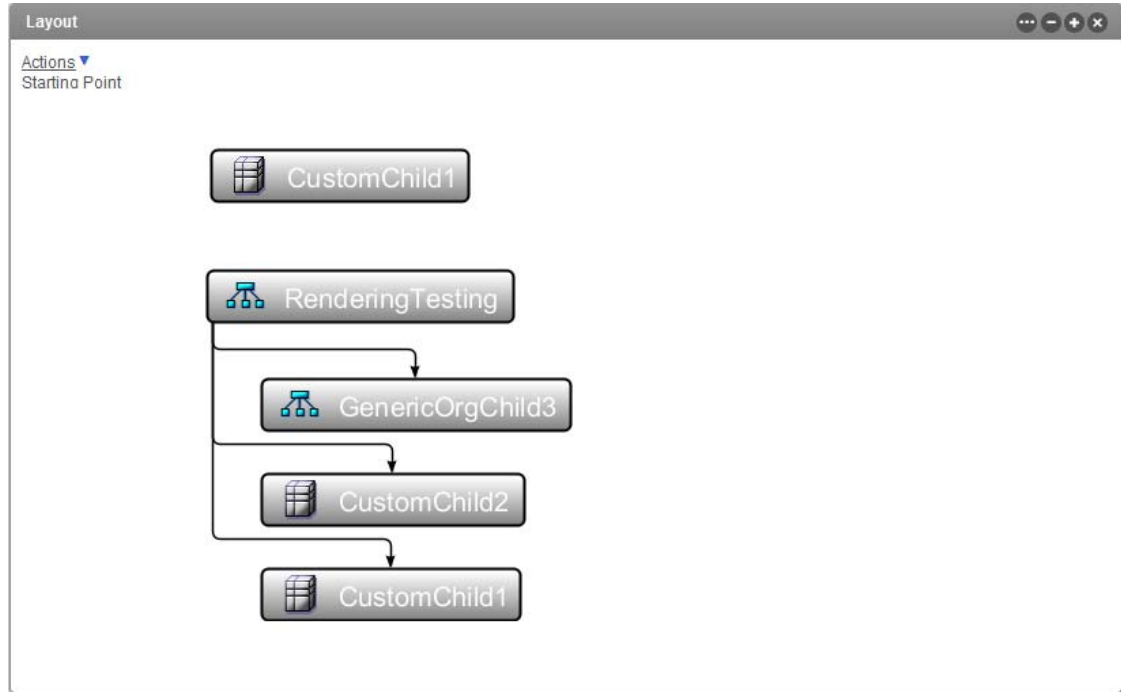 Layout
Actions
Starting Point
CustomChild1
RenderingTesting
GenericOrgChild3
CustomChild2
CustomChild1